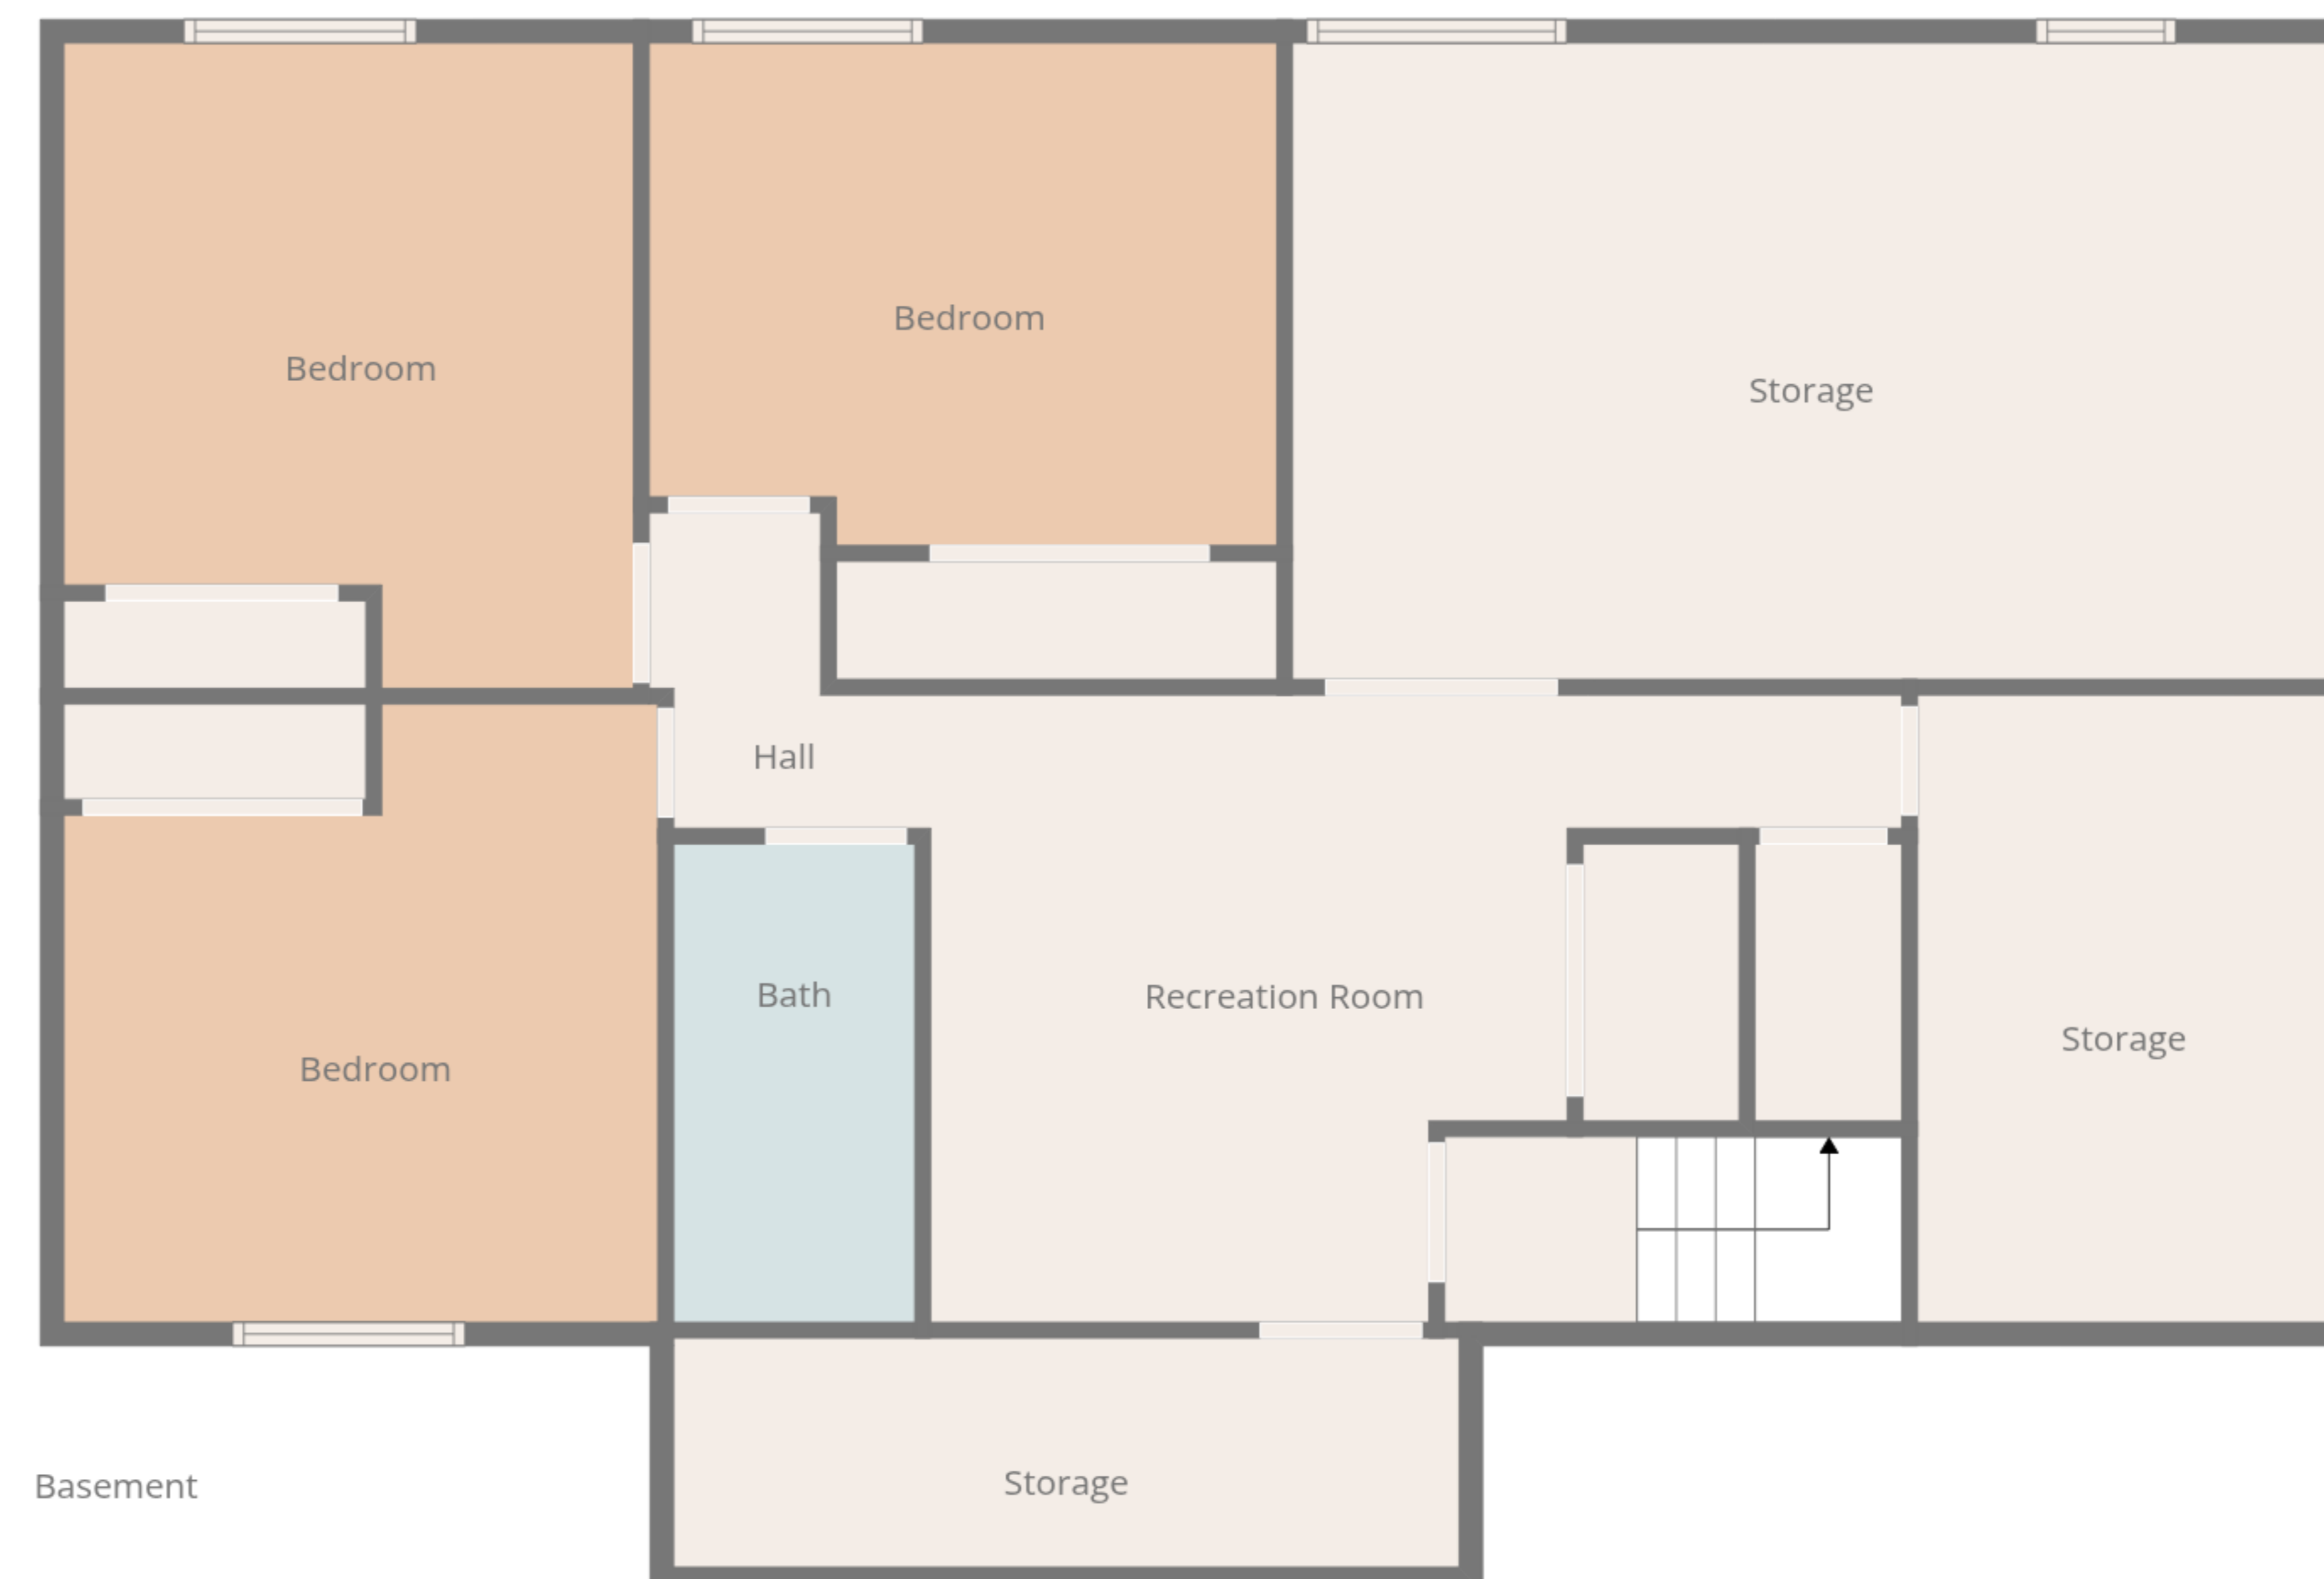 Bedroom
Bedroom
Storage
Hall
Bath
Recreation Room
Storage
Bedroom
Storage
Basement